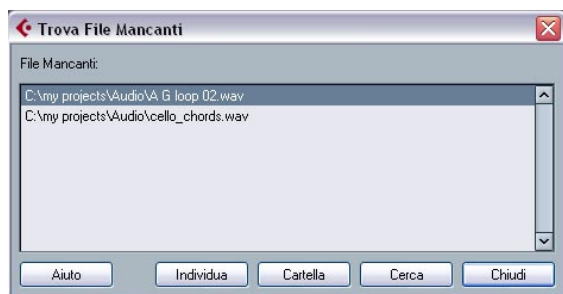 Trova File Mancanti
File Mancanti:
C:\my projects\Audio\A G loop 02.wav
C:\my projects\Audio\cello_chords.wav
Aiuto Individua Cartella Cerca Chiudi